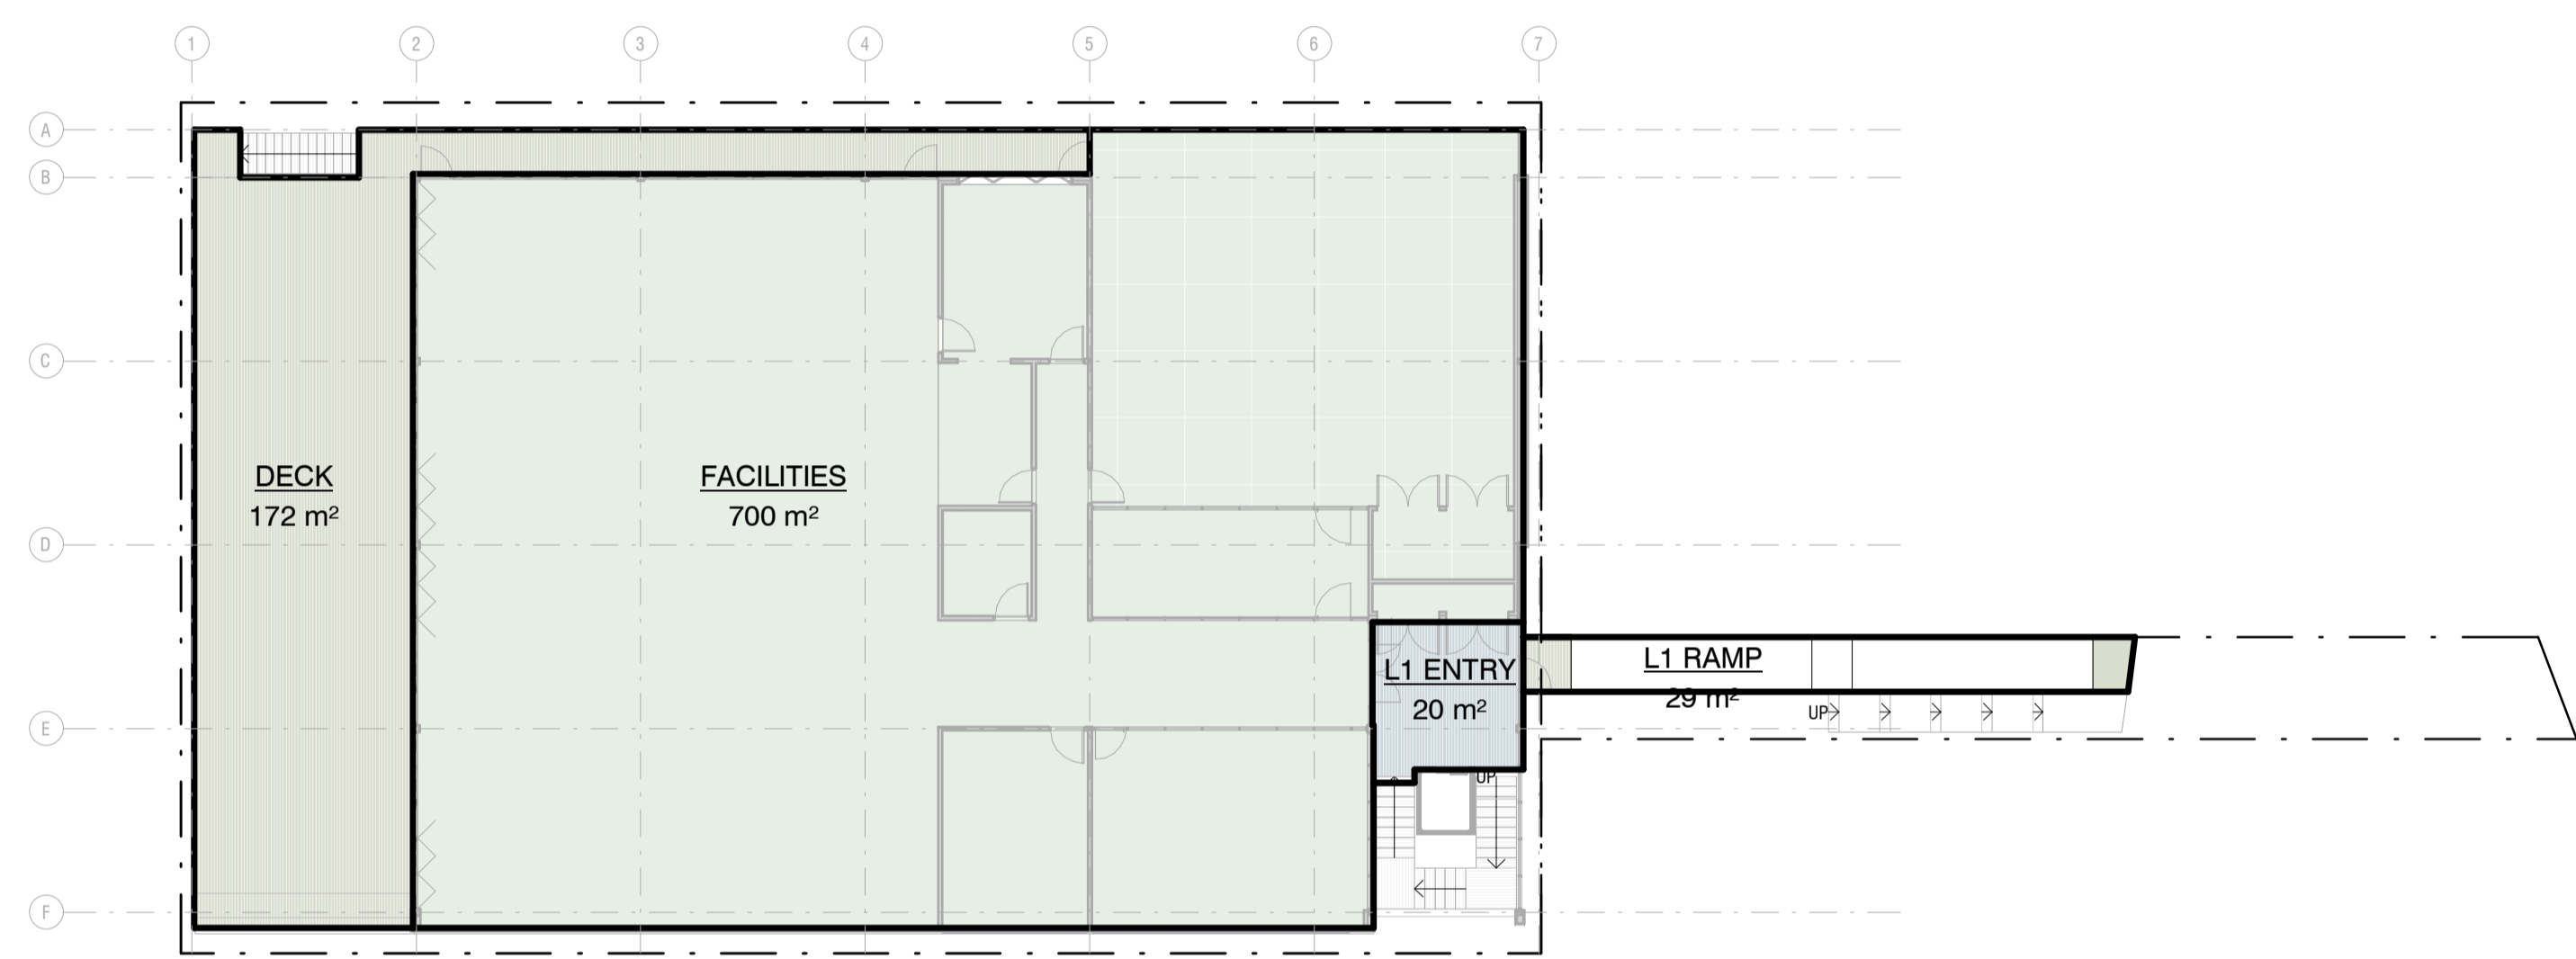 1
2
3
4
5
6
7
A
B
C
D
E
F
DECK
172 m²
FACILITIES
700 m²
L1 ENTRY
20 m²
L1 RAMP
29 m²
UP
UP